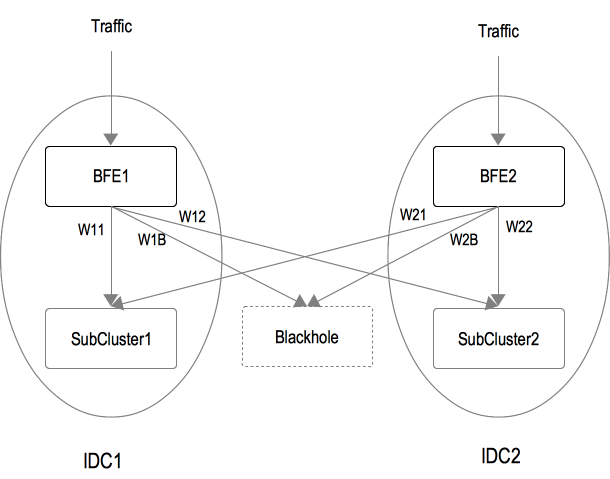 Traffic
Traffic
BFE1
BFE2
W11
W1B
W12
W21
W2B
W22
SubCluster1
Blackhole
SubCluster2
IDC1
IDC2